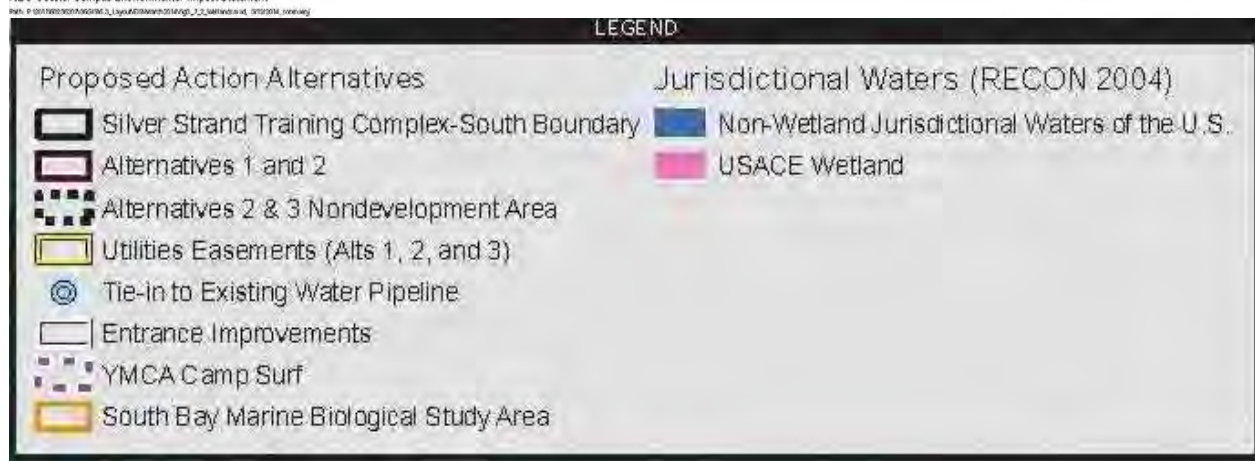 LEGEND
Proposed Action Alternatives
Silver Strand Training Complex-South Boundary
Alternatives 1 and 2
Alternatives 2 & 3 Nondevelopment Area
Utilities Easements (Alts 1, 2, and 3)
Tie-in to Existing Water Pipeline
Entrance Improvements
YMCA Camp Surf
South Bay Marine Biological Study Area
Jurisdictional Waters (RECON 2004)
Non-Wetland Jurisdictional Waters of the U.S.
USACE Wetland